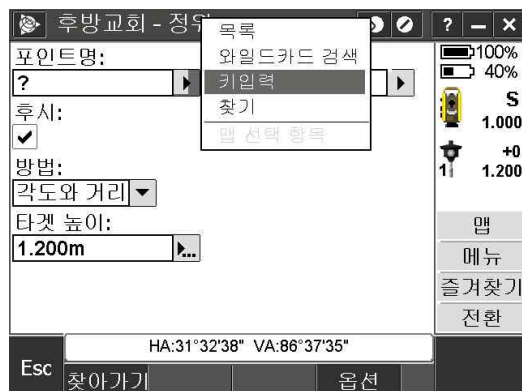 후방교회 - 정
? – ×
목록
와일드카드 검색
키입력
찾기
맵 선택 항목
포인트명:
?
후시:
방법:
각도와 거리
타겟 높이:
1.200m
100%
40%
S
1.000
+0
1 1.200
맵
메뉴
즐겨찾기
전환
HA:31°32'38" VA:86°37'35"
Esc
찾아가기
옵션